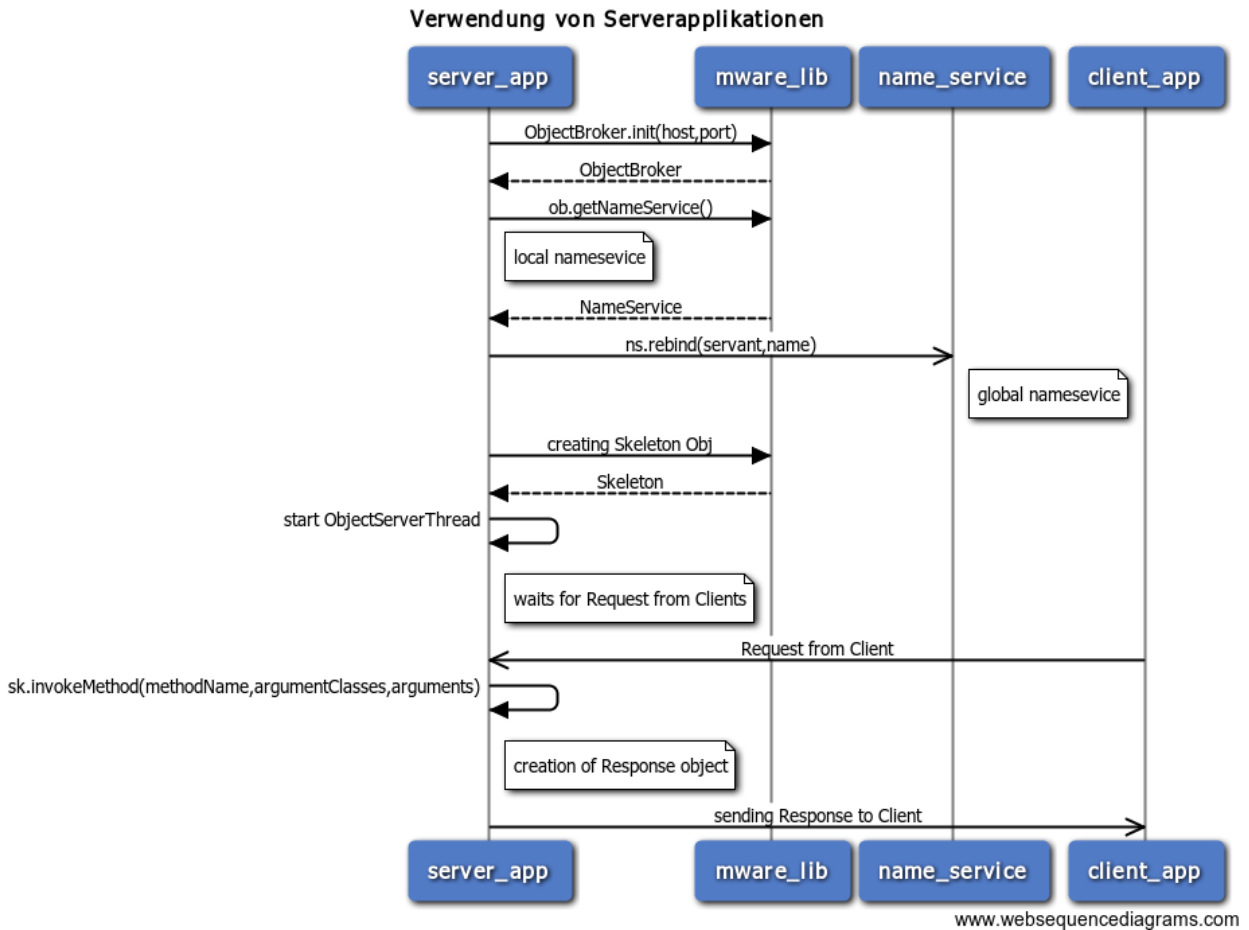 Verwendung von Serverapplikationen
server_app mware_lib name_service client_app
ObjectBroker.init(host,port)
ObjectBroker
ob.getNameService()
local namesevice
NameService
ns.rebind(servant,name)
global namesevice
creating Skeleton Obj
Skeleton
start ObjectServerThread
waits for Request from Clients
Request from Client
sk.invokeMethod(methodName,argumentClasses,arguments)
creation of Response object
sending Response to Client
server_app mware_lib name_service client_app
www.websequencediagrams.com